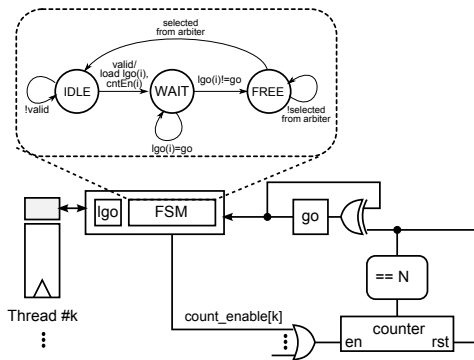 selected
from arbiter
valid/
load lgo(i),
cntEn(i)
lgo(i)!=go
IDLE
WAIT
FREE
!valid
!selected
from arbiter
lgo(i)=go
lgo
FSM
go
== N
Thread #k
count_enable[k]
counter
en
rst